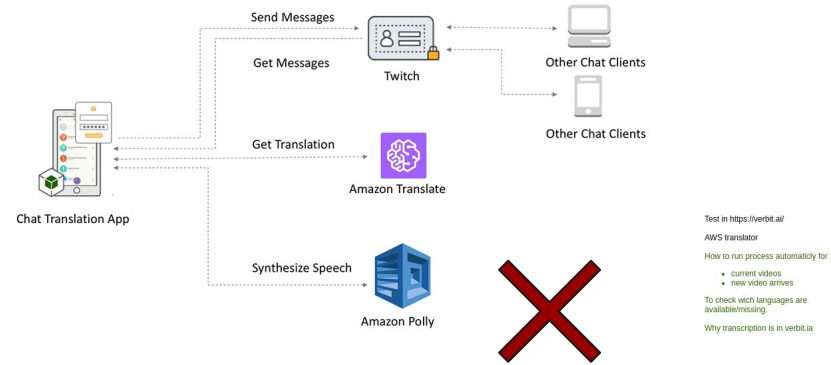 Send Messages
Get Messages
Twitch
Other Chat Clients
Other Chat Clients
Get Translation
Amazon Translate
Chat Translation App
Synthesize Speech
Amazon Polly
Test in https://verbit.ai/
AWS translator
How to run process automaticly for
current videos
new video arrives
To check wich languages are
available/missing.
Why transcription is in verbit.ia